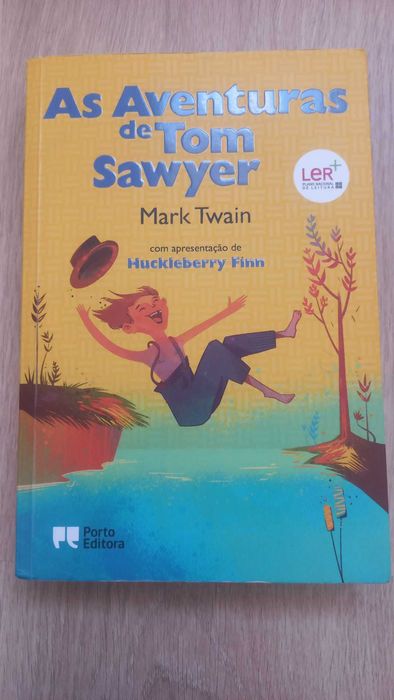 As Aventuras
de Tom
Sawyer
LeR+
PLANO NACIONAL
DE LEITURA
Mark Twain
com apresentação de
Huckleberry Finn
Porto
Editora